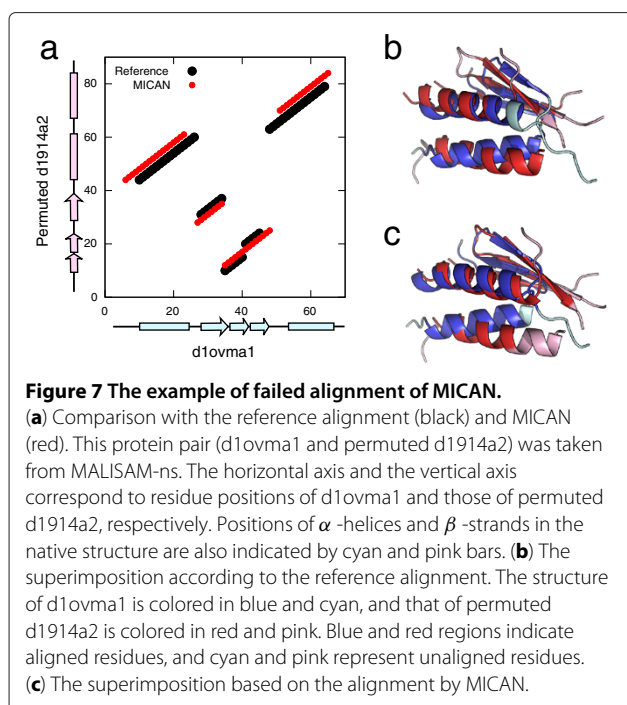 a
b
c
Reference
MICAN
Permuted d1914a2
80
60
40
20
0
0 20 40 60
d1ovma1
Figure 7 The example of failed alignment of MICAN.
(a) Comparison with the reference alignment (black) and MICAN
(red). This protein pair (d1ovma1 and permuted d1914a2) was taken
from MALISAM-ns. The horizontal axis and the vertical axis
correspond to residue positions of d1ovma1 and those of permuted
d1914a2, respectively. Positions of α -helices and β -strands in the
native structure are also indicated by cyan and pink bars. (b) The
superimposition according to the reference alignment. The structure
of d1ovma1 is colored in blue and cyan, and that of permuted
d1914a2 is colored in red and pink. Blue and red regions indicate
aligned residues, and cyan and pink represent unaligned residues.
(c) The superimposition based on the alignment by MICAN.